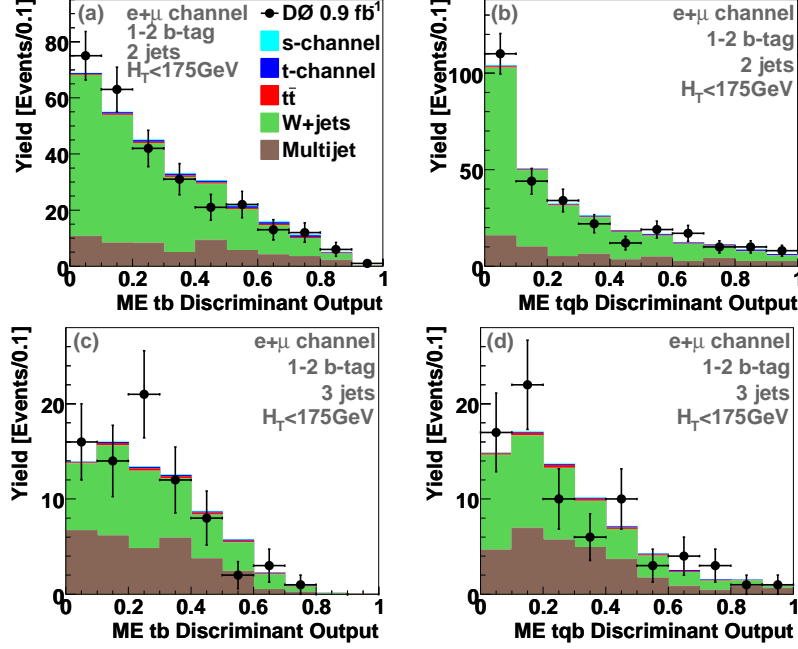 (a)
e+μ channel
1-2 b-tag
2 jets
H_T<175GeV
DØ 0.9 fb⁻¹
s-channel
t-channel
tt̄
W+jets
Multijet
Yield [Events/0.1]
80
60
40
20
0
0 0.2 0.4 0.6 0.8 1
ME tb Discriminant Output
(b)
e+μ channel
1-2 b-tag
2 jets
H_T<175GeV
Yield [Events/0.1]
100
50
0
0 0.2 0.4 0.6 0.8 1
ME tqb Discriminant Output
(c)
e+μ channel
1-2 b-tag
3 jets
H_T<175GeV
Yield [Events/0.1]
20
10
0
0 0.2 0.4 0.6 0.8 1
ME tb Discriminant Output
(d)
e+μ channel
1-2 b-tag
3 jets
H_T<175GeV
Yield [Events/0.1]
20
10
0
0 0.2 0.4 0.6 0.8 1
ME tqb Discriminant Output